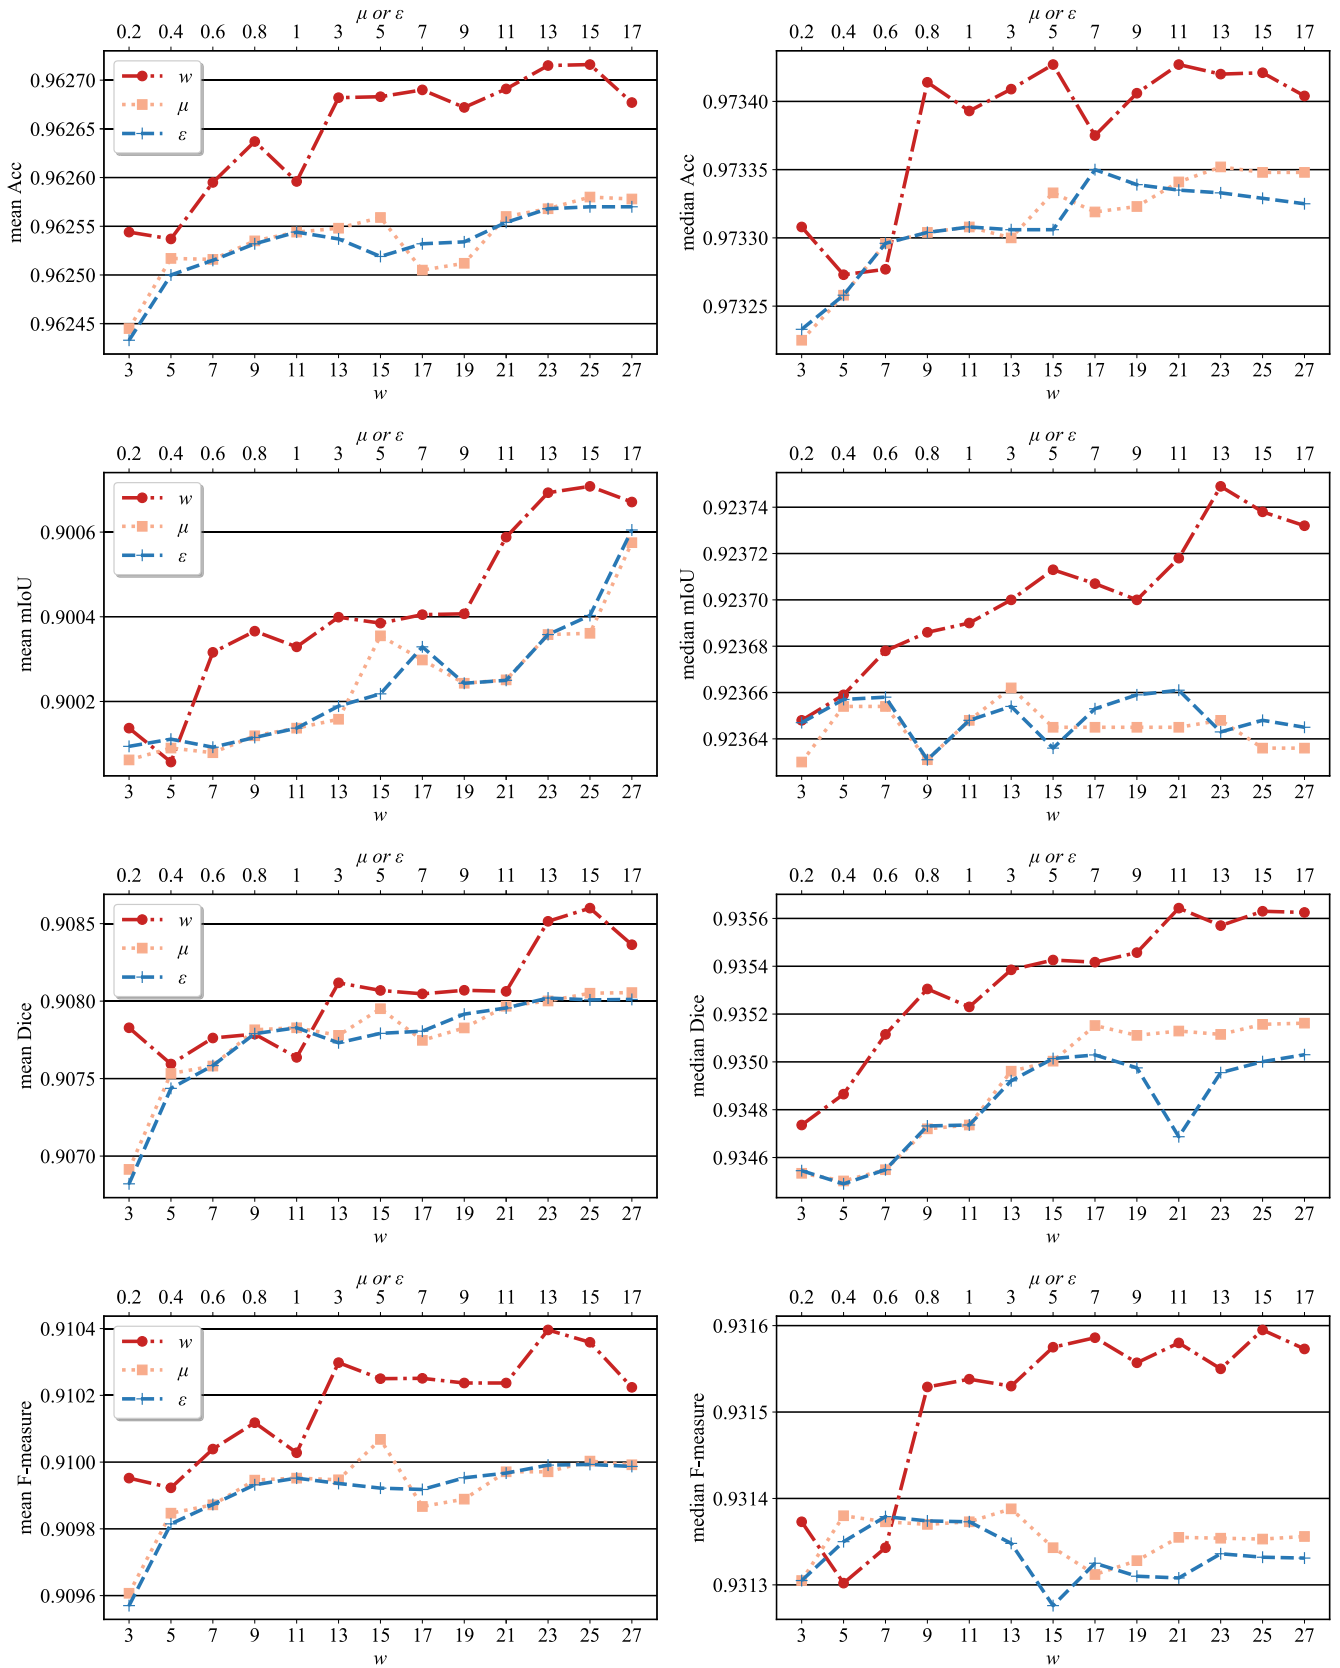 μ or ε
0.2 0.4 0.6 0.8 1 3 5 7 9 11 13 15 17
w
μ
ε
mean Acc
0.96270
0.96265
0.96260
0.96255
0.96250
0.96245
3 5 7 9 11 13 15 17 19 21 23 25 27
w
μ or ε
0.2 0.4 0.6 0.8 1 3 5 7 9 11 13 15 17
median Acc
0.97340
0.97335
0.97330
0.97325
3 5 7 9 11 13 15 17 19 21 23 25 27
w
μ or ε
0.2 0.4 0.6 0.8 1 3 5 7 9 11 13 15 17
w
μ
ε
mean mIoU
0.9006
0.9004
0.9002
3 5 7 9 11 13 15 17 19 21 23 25 27
w
μ or ε
0.2 0.4 0.6 0.8 1 3 5 7 9 11 13 15 17
median mIoU
0.92374
0.92372
0.92370
0.92368
0.92366
0.92364
3 5 7 9 11 13 15 17 19 21 23 25 27
w
μ or ε
0.2 0.4 0.6 0.8 1 3 5 7 9 11 13 15 17
w
μ
ε
mean Dice
0.9085
0.9080
0.9075
0.9070
3 5 7 9 11 13 15 17 19 21 23 25 27
w
μ or ε
0.2 0.4 0.6 0.8 1 3 5 7 9 11 13 15 17
median Dice
0.9356
0.9354
0.9352
0.9350
0.9348
0.9346
3 5 7 9 11 13 15 17 19 21 23 25 27
w
μ or ε
0.2 0.4 0.6 0.8 1 3 5 7 9 11 13 15 17
w
μ
ε
mean F-measure
0.9104
0.9102
0.9100
0.9098
0.9096
3 5 7 9 11 13 15 17 19 21 23 25 27
w
μ or ε
0.2 0.4 0.6 0.8 1 3 5 7 9 11 13 15 17
median F-measure
0.9316
0.9315
0.9314
0.9313
3 5 7 9 11 13 15 17 19 21 23 25 27
w